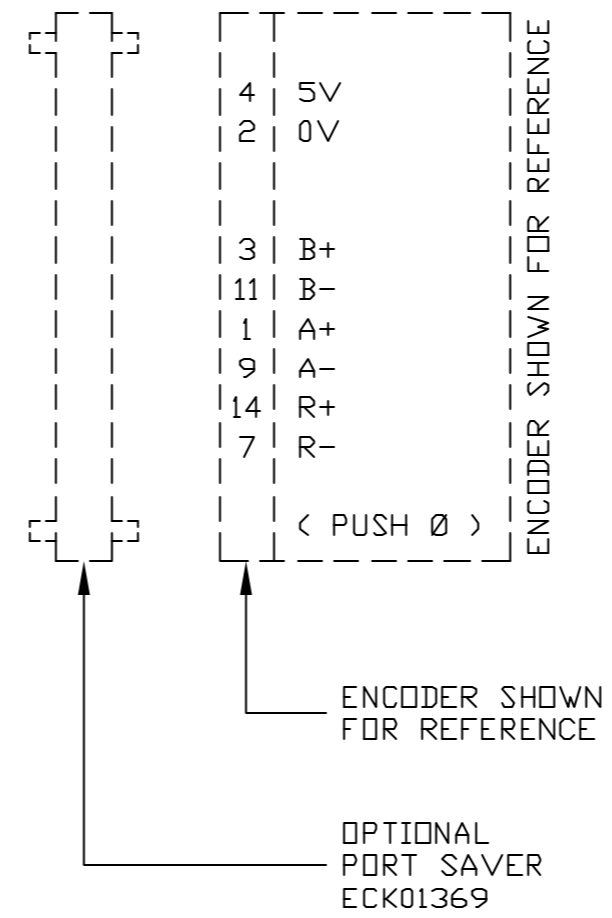 4 5V
2 0V
3 B+
11 B-
1 A+
9 A-
14 R+
7 R-
( PUSH Ø )
ENCODER SHOWN FOR REFERENCE
ENCODER SHOWN
FOR REFERENCE
OPTIONAL
PORT SAVER
ECK01369